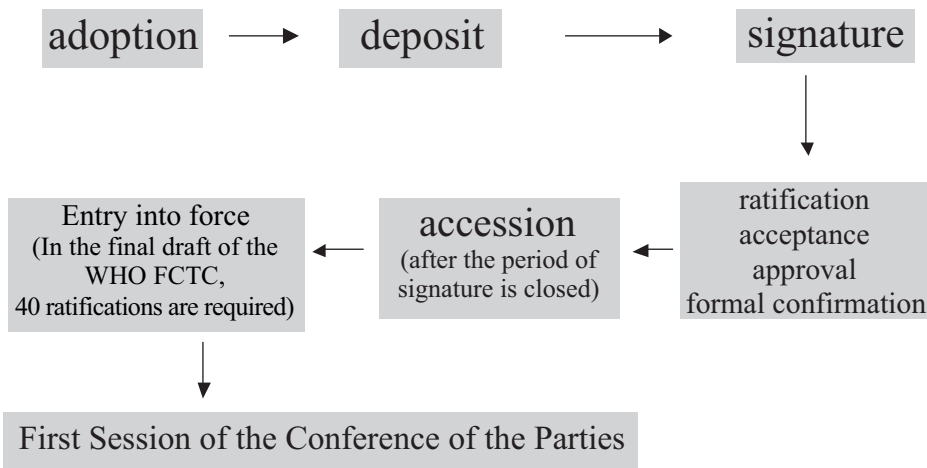 adoption
deposit
signature
ratification
acceptance
approval
formal confirmation
accession
(after the period of
signature is closed)
Entry into force
(In the final draft of the
WHO FCTC,
40 ratifications are required)
First Session of the Conference of the Parties